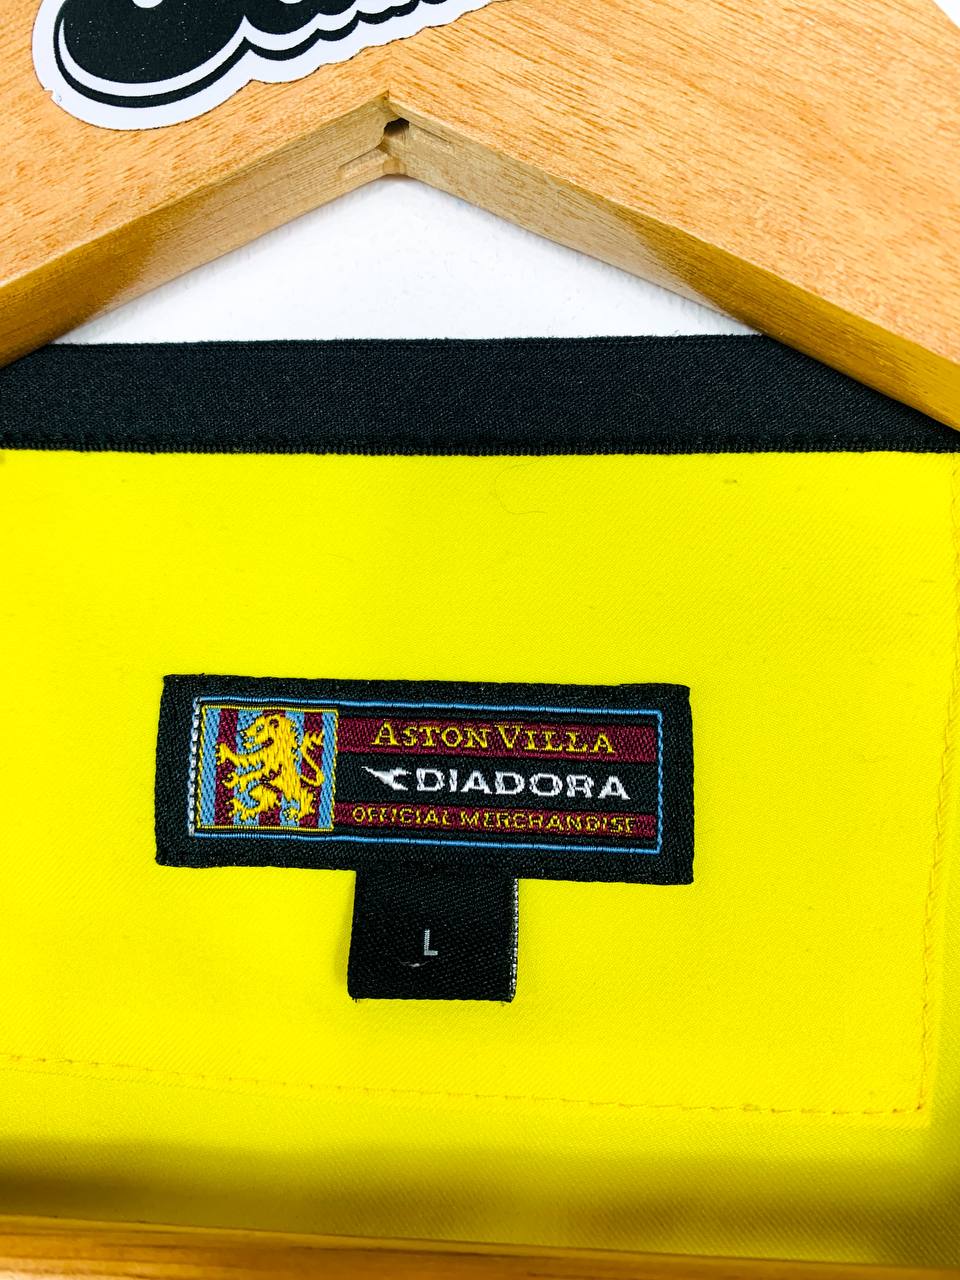 ASTON VILLA
DIADORA
OFFICIAL MERCHANDISE
L